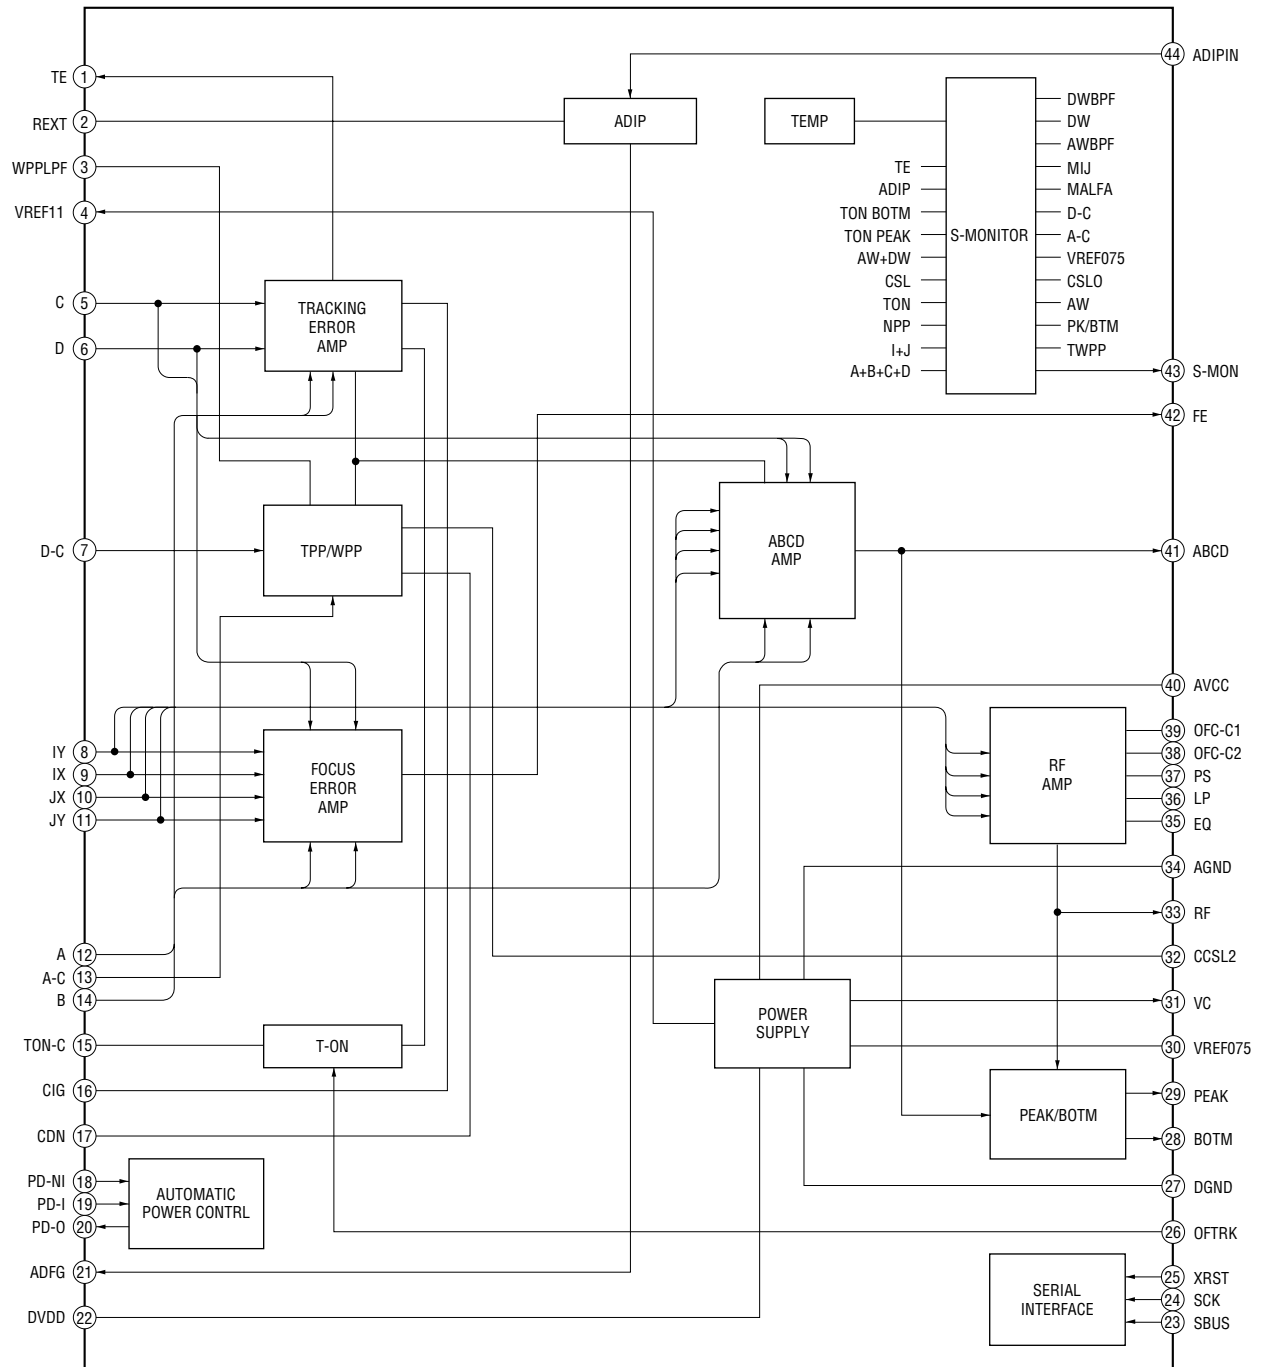 TE 1
REXT 2
WPPLPF 3
VREF11 4
C 5
D 6
D-C 7
IY 8
IX 9
JX 10
JY 11
A 12
A-C 13
B 14
TON-C 15
CIG 16
CDN 17
PD-NI 18
PD-I 19
PD-O 20
ADFG 21
DVDD 22
TRACKING
ERROR
AMP
TPP/WPP
FOCUS
ERROR
AMP
T-ON
AUTOMATIC
POWER CONTRL
ADIP
TEMP
TE
ADIP
TON BOTM
TON PEAK
AW+DW
CSL
TON
NPP
I+J
A+B+C+D
S-MONITOR
DWBPF
DW
AWBPF
MIJ
MALFA
D-C
A-C
VREF075
CSLO
AW
PK/BTM
TWPP
ABCD
AMP
RF
AMP
POWER
SUPPLY
PEAK/BOTM
SERIAL
INTERFACE
44 ADIPIN
43 S-MON
42 FE
41 ABCD
40 AVCC
39 OFC-C1
38 OFC-C2
37 PS
36 LP
35 EQ
34 AGND
33 RF
32 CCSL2
31 VC
30 VREF075
29 PEAK
28 BOTM
27 DGND
26 OFTRK
25 XRST
24 SCK
23 SBUS